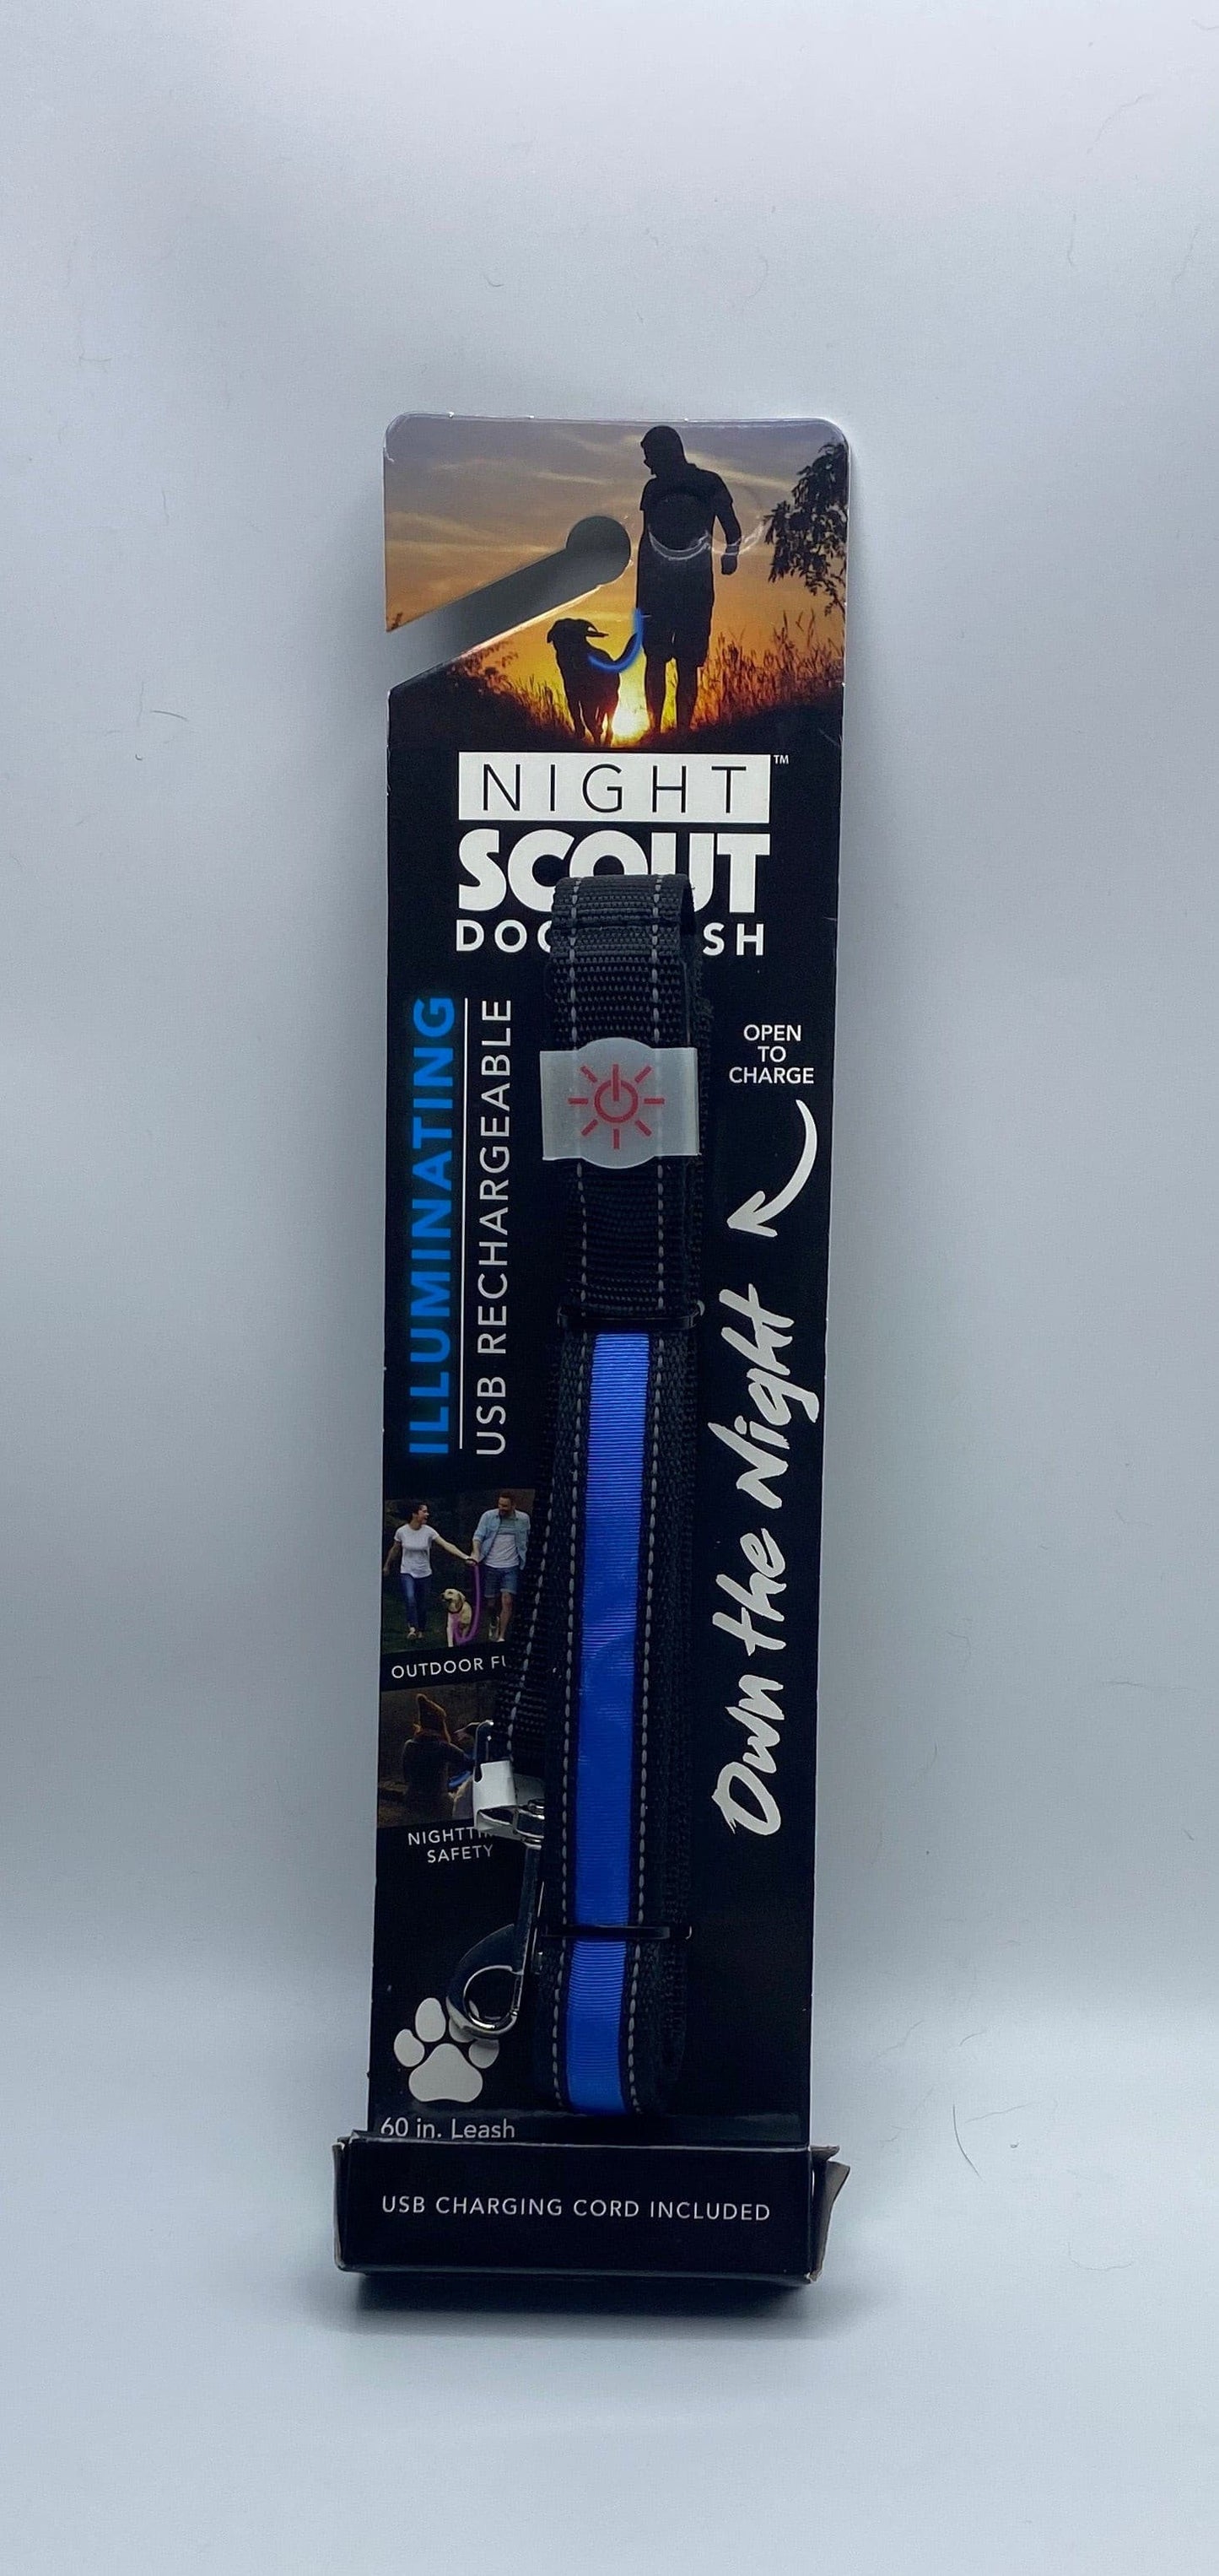 NIGHT™
SCOUT
ILLUMINATING
USB RECHARGEABLE
OPEN
TO
CHARGE
Own the Night
OUTDOOR
SAFETY
60 in. Leash
USB CHARGING CORD INCLUDED